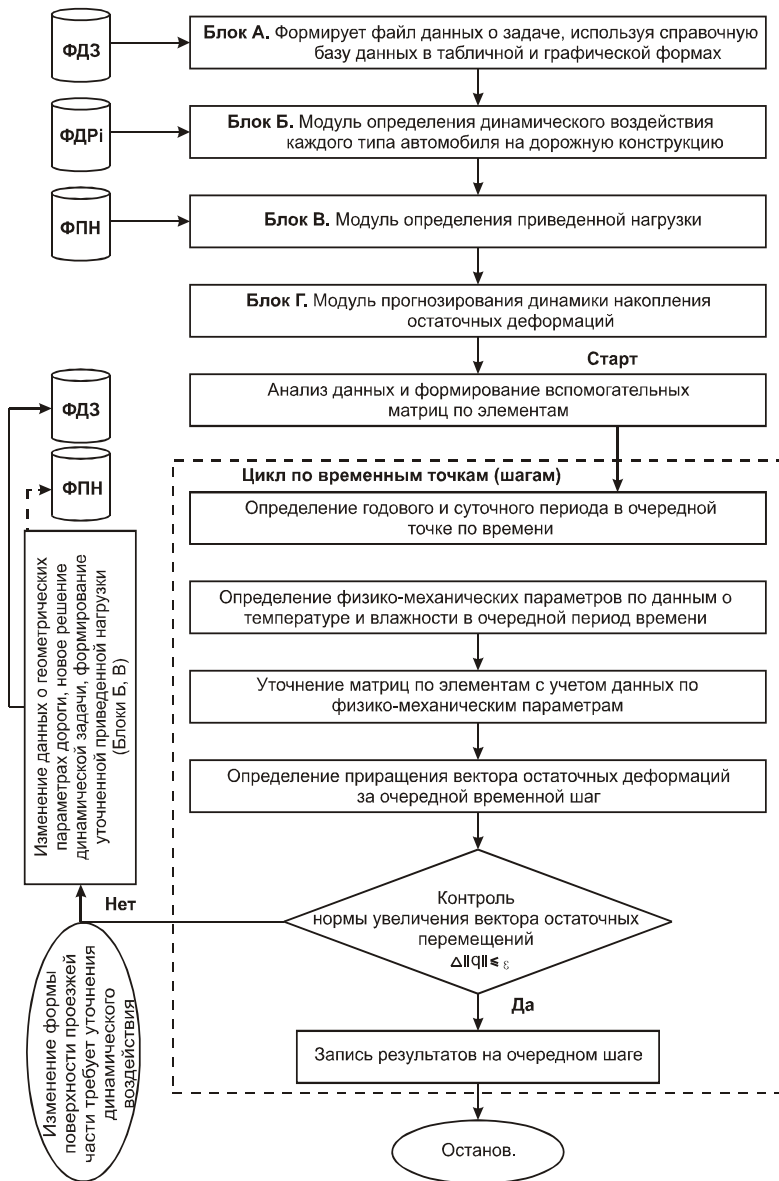 ФДЗ
Блок А. Формирует файл данных о задаче, используя справочную
базу данных в табличной и графической формах
ФДРi
Блок Б. Модуль определения динамического воздействия
каждого типа автомобиля на дорожную конструкцию
ФПН
Блок В. Модуль определения приведенной нагрузки
Блок Г. Модуль прогнозирования динамики накопления
остаточных деформаций
Старт
Анализ данных и формирование вспомогательных
матриц по элементам
ФДЗ
ФПН
Цикл по временным точкам (шагам)
Определение годового и суточного периода в очередной
точке по времени
Определение физико-механических параметров по данным о
температуре и влажности в очередной период времени
Уточнение матриц по элементам с учетом данных по
физико-механическим параметрам
Определение приращения вектора остаточных деформаций
за очередной временной шаг
Изменение данных о геометрических
параметрах дороги, новое решение
динамической задачи, формирование
уточненной приведенной нагрузки
(Блоки Б, В)
Контроль
нормы увеличения вектора остаточных
перемещений
Δ‖q‖⩽ ε
Нет
Да
Изменение формы
поверхности проезжей
части требует уточнения
динамического
воздействия
Запись результатов на очередном шаге
Останов.